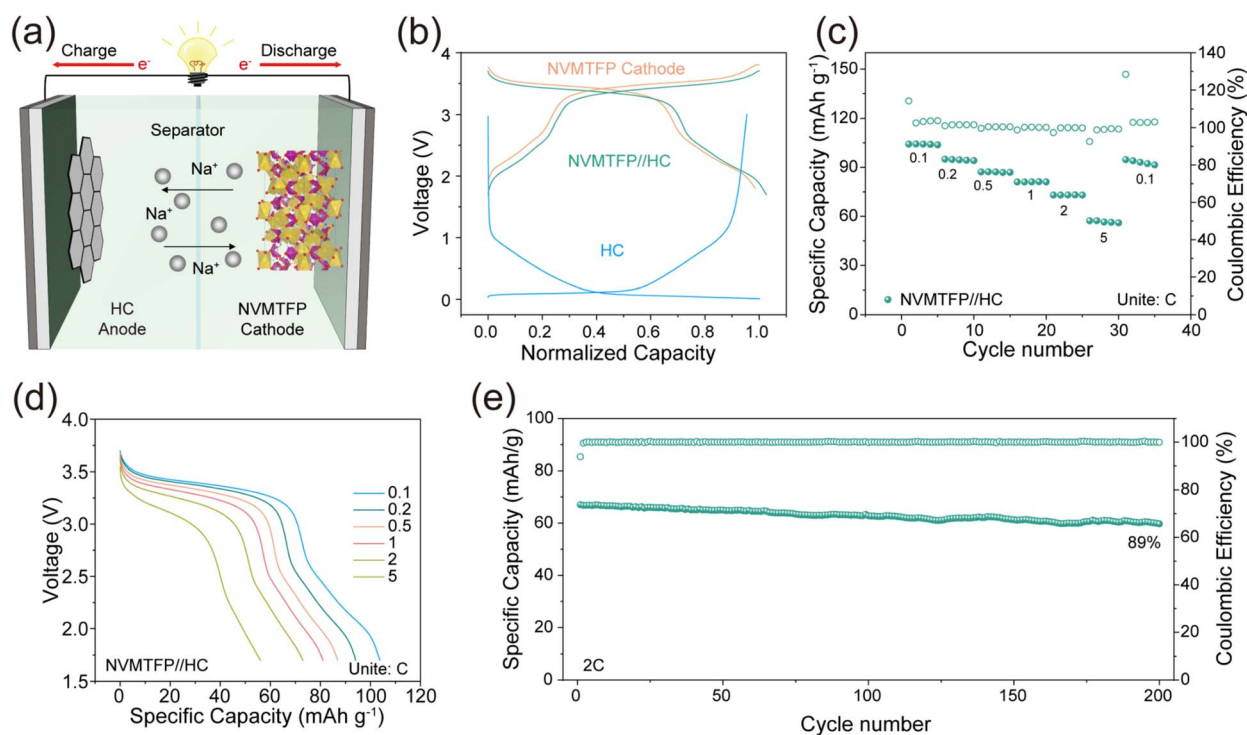 (a)
Charge
e-
Discharge
e-
Separator
Na+
Na+
Na+
HC
Anode
NVMTFP
Cathode
(b)
Voltage (V)
4
3
2
1
0
NVMTFP Cathode
NVMTFP//HC
HC
0.0 0.2 0.4 0.6 0.8 1.0
Normalized Capacity
(c)
Specific Capacity (mAh g-1)
150
120
90
60
30
0
0.1
0.2
0.5
1
2
5
0.1
NVMTFP//HC
Unite: C
140
120
100
80
60
40
20
0
Coulombic Efficiency (%)
0 10 20 30 40
Cycle number
(d)
Voltage (V)
4.0
3.5
3.0
2.5
2.0
1.5
0.1
0.2
0.5
1
2
5
NVMTFP//HC
Unite: C
0 20 40 60 80 100 120
Specific Capacity (mAh g-1)
(e)
Specific Capacity (mAh/g)
100
80
60
40
20
0
89%
2C
100
80
60
40
20
0
Coulombic Efficiency (%)
0 50 100 150 200
Cycle number